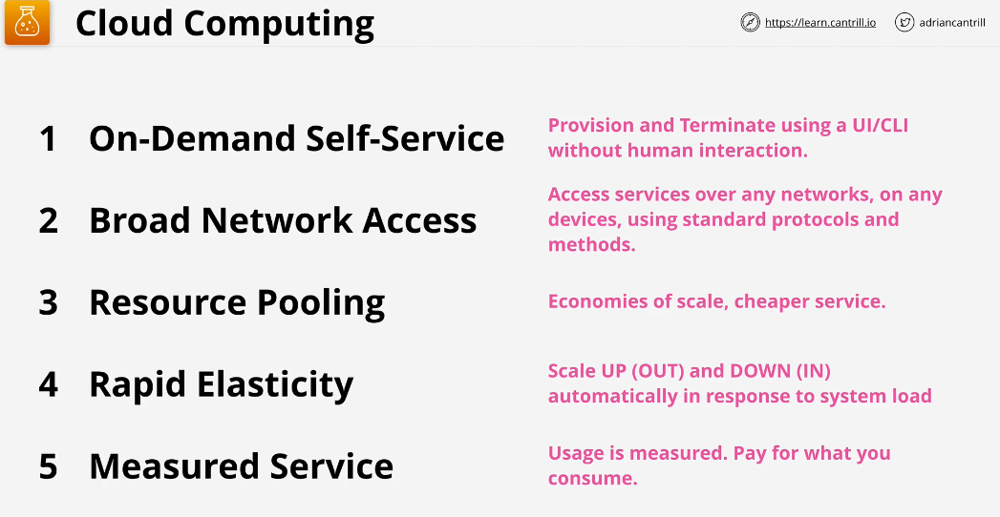 Cloud Computing
https://learn.cantrill.io
adriancantrill
1 On-Demand Self-Service
Provision and Terminate using a UI/CLI
without human interaction.
2 Broad Network Access
Access services over any networks, on any
devices, using standard protocols and
methods.
3 Resource Pooling
Economies of scale, cheaper service.
4 Rapid Elasticity
Scale UP (OUT) and DOWN (IN)
automatically in response to system load
5 Measured Service
Usage is measured. Pay for what you
consume.